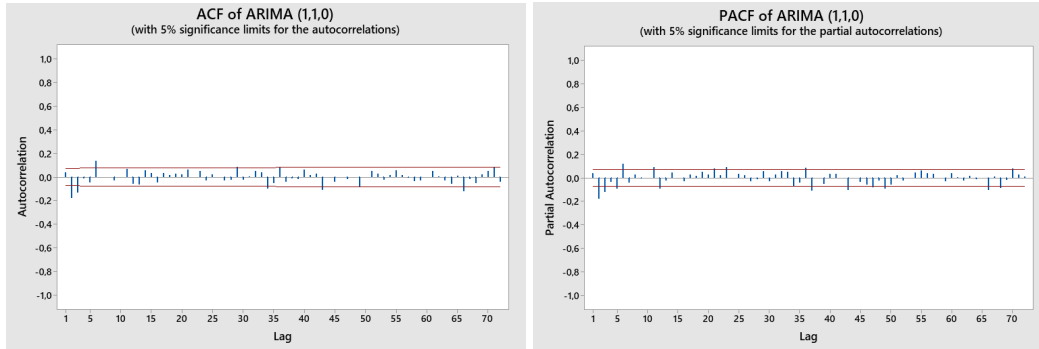 ACF of ARIMA (1,1,0)
(with 5% significance limits for the autocorrelations)
1,0
0,8
0,6
0,4
0,2
0,0
-0,2
-0,4
-0,6
-0,8
-1,0
Autocorrelation
1 5 10 15 20 25 30 35 40 45 50 55 60 65 70
Lag
PACF of ARIMA (1,1,0)
(with 5% significance limits for the partial autocorrelations)
1,0
0,8
0,6
0,4
0,2
0,0
-0,2
-0,4
-0,6
-0,8
-1,0
Partial Autocorrelation
1 5 10 15 20 25 30 35 40 45 50 55 60 65 70
Lag